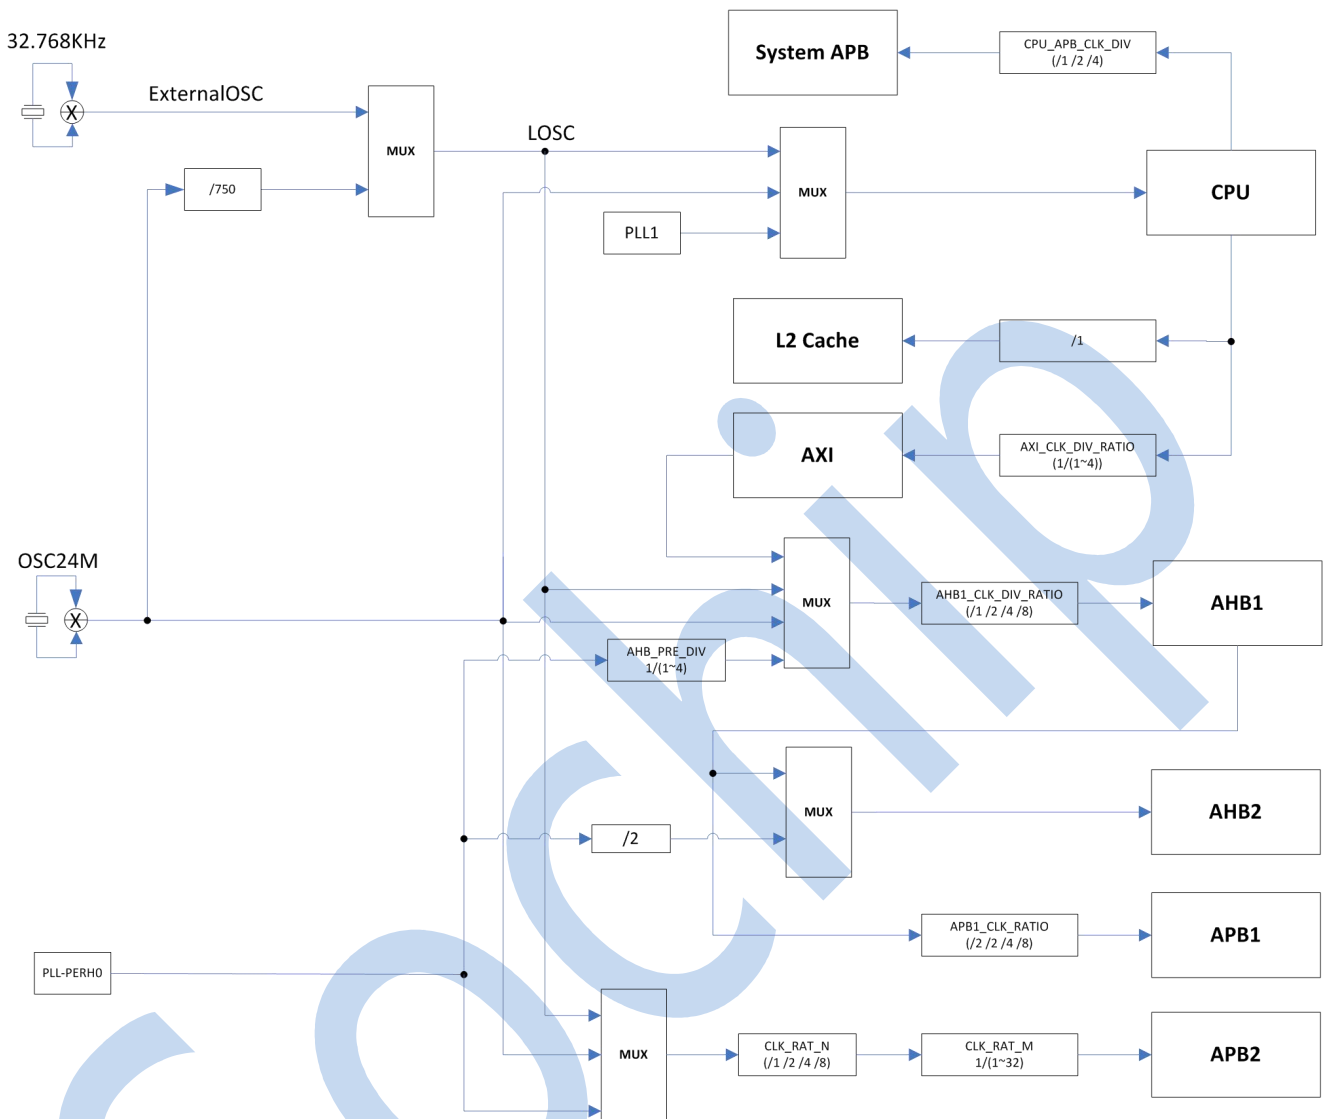 32.768KHz
ExternalOSC
MUX
/750
LOSC
MUX
PLL1
System APB
CPU_APB_CLK_DIV
(/1 /2 /4)
CPU
L2 Cache
/1
AXI
AXI_CLK_DIV_RATIO
(1/(1~4))
OSC24M
MUX
AHB1_CLK_DIV_RATIO
(/1 /2 /4 /8)
AHB1
AHB_PRE_DIV
1/(1~4)
MUX
AHB2
/2
APB1_CLK_RATIO
(/2 /2 /4 /8)
APB1
PLL-PERH0
MUX
CLK_RAT_N
(/1 /2 /4 /8)
CLK_RAT_M
1/(1~32)
APB2
ochip